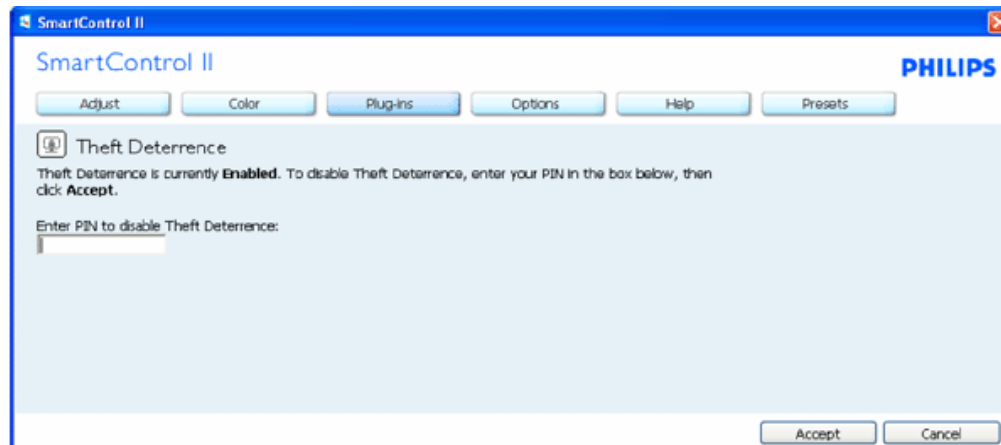 SmartControl II
SmartControl II
PHILIPS
Adjust Color Plug-ins Options Help Presets
Theft Deterrence
Theft Deterrence is currently Enabled. To disable Theft Deterrence, enter your PIN in the box below, then
click Accept.
Enter PIN to disable Theft Deterrence:
Accept Cancel